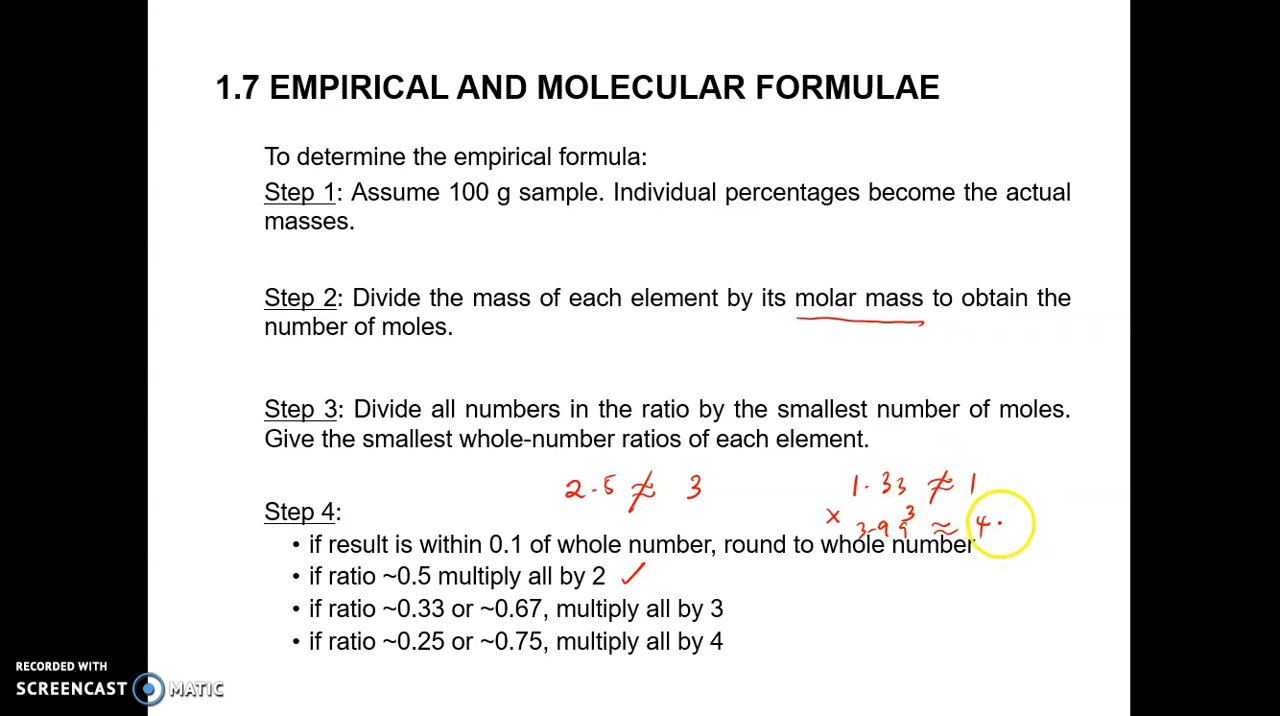 1.7 EMPIRICAL AND MOLECULAR FORMULAE
To determine the empirical formula:
Step 1: Assume 100 g sample. Individual percentages become the actual
masses.
Step 2: Divide the mass of each element by its molar mass to obtain the
number of moles.
Step 3: Divide all numbers in the ratio by the smallest number of moles.
Give the smallest whole-number ratios of each element.
2.5 ≉ 3
1.33 ≉ 1
Step 4:
× 3
3.99 ≈ 4.
• if result is within 0.1 of whole number, round to whole number
• if ratio ~0.5 multiply all by 2 ✓
• if ratio ~0.33 or ~0.67, multiply all by 3
• if ratio ~0.25 or ~0.75, multiply all by 4
RECORDED WITH
SCREENCAST MATIC